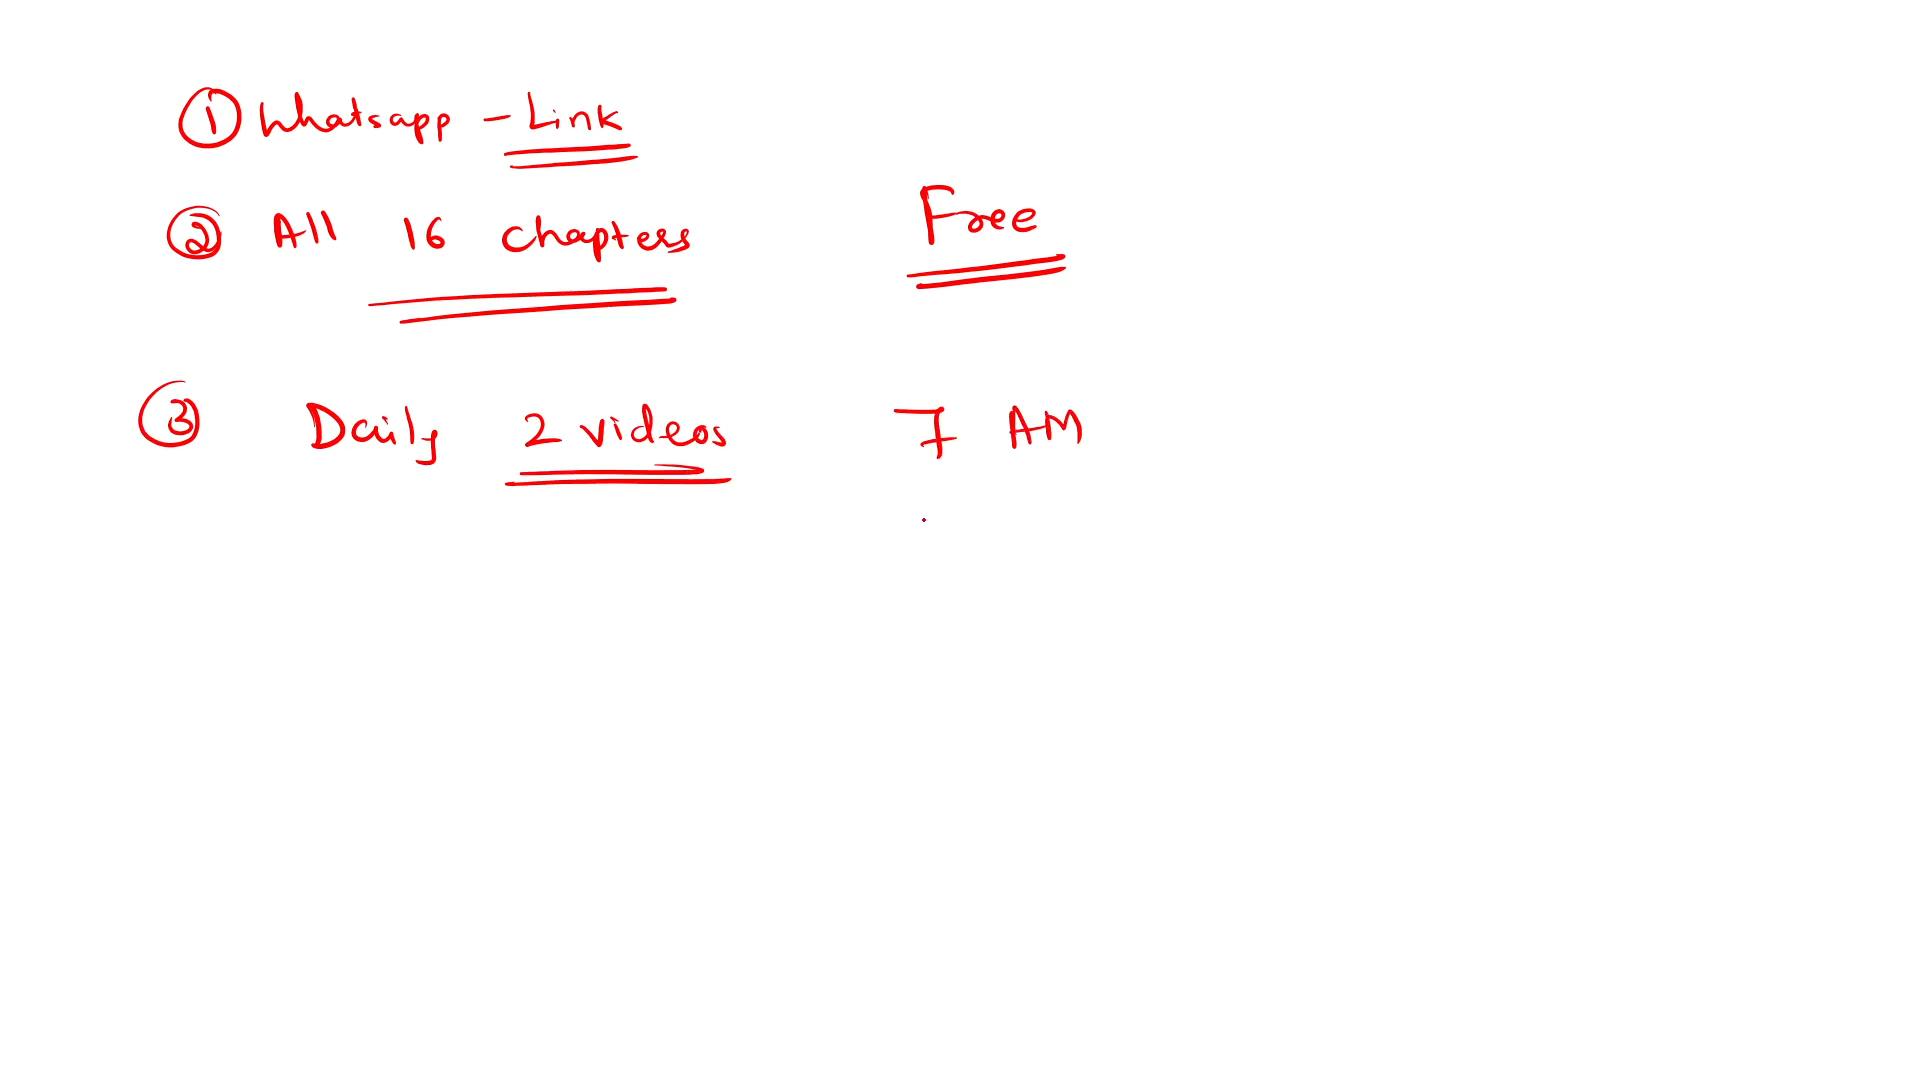 ① Whatsapp - Link
② All 16 chapters Free
③ Daily 2 videos 7 AM